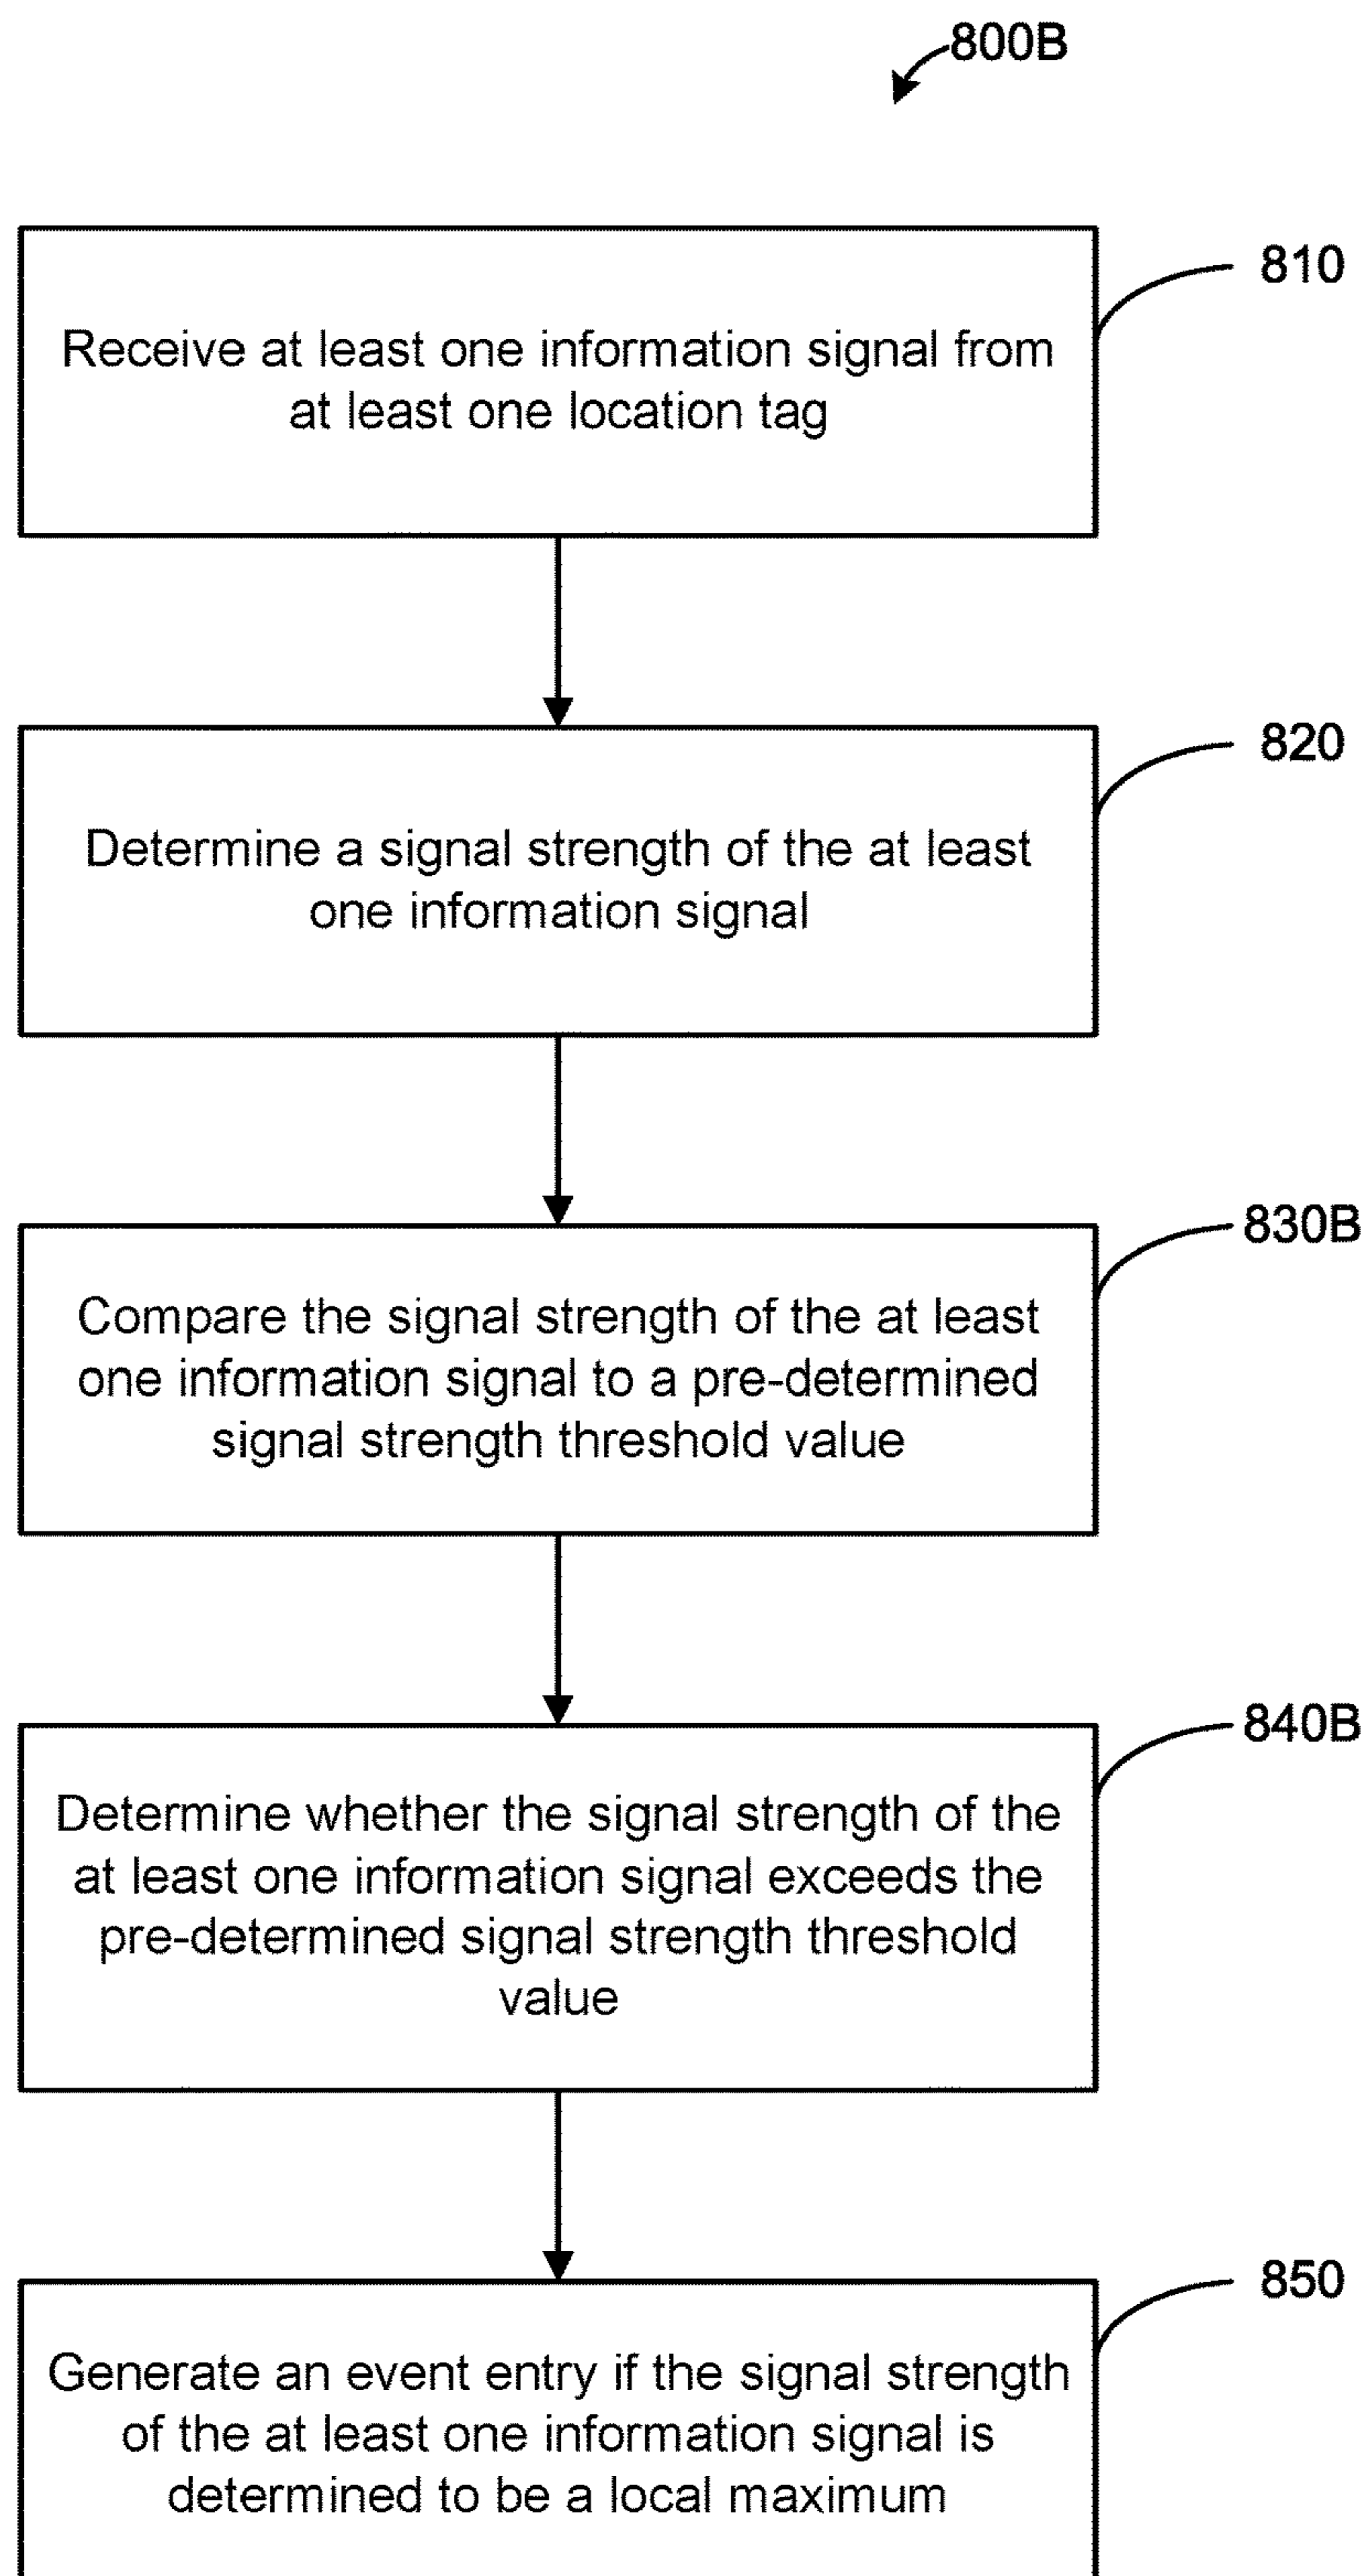 800B
810
Receive at least one information signal from
at least one location tag
820
Determine a signal strength of the at least
one information signal
830B
Compare the signal strength of the at least
one information signal to a pre-determined
signal strength threshold value
840B
Determine whether the signal strength of the
at least one information signal exceeds the
pre-determined signal strength threshold
value
850
Generate an event entry if the signal strength
of the at least one information signal is
determined to be a local maximum